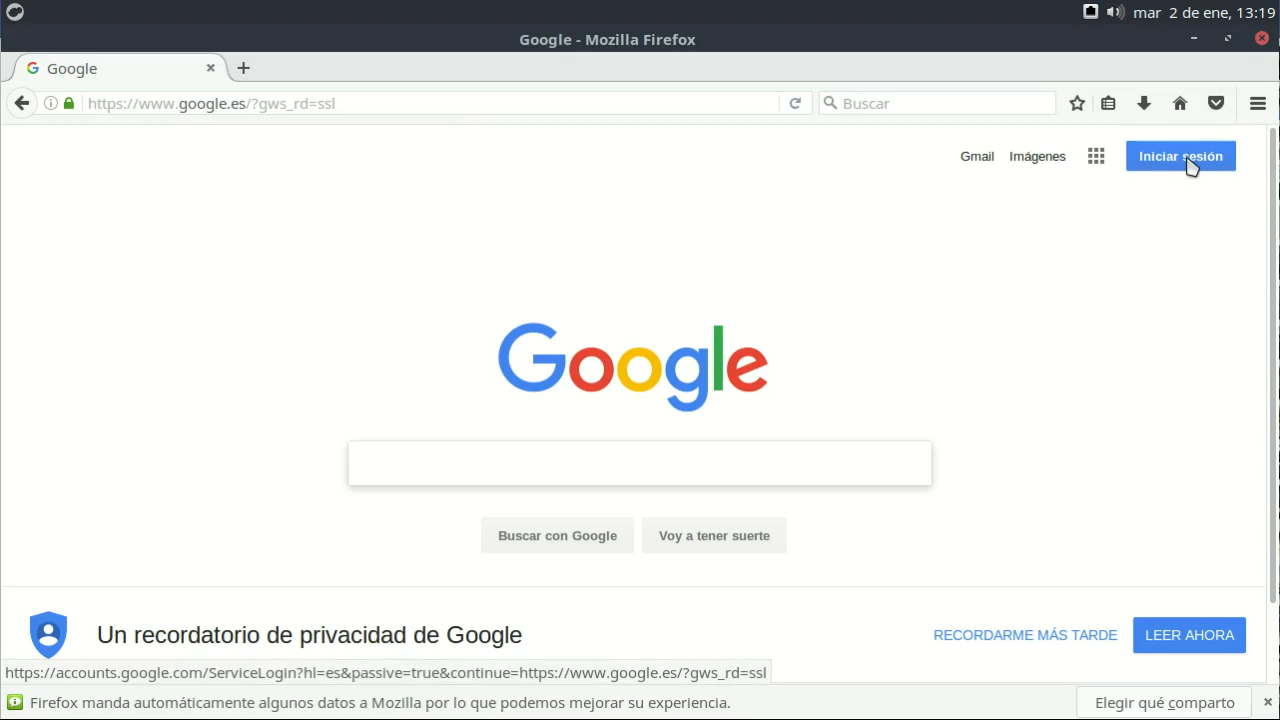 mar 2 de ene, 13:19
Google - Mozilla Firefox
Google
https://www.google.es/?gws_rd=ssl
Buscar
Gmail Imágenes Iniciar sesión
Google
Buscar con Google Voy a tener suerte
Un recordatorio de privacidad de Google RECORDARME MÁS TARDE LEER AHORA
https://accounts.google.com/ServiceLogin?hl=es&passive=true&continue=https://www.google.es/?gws_rd=ssl
Firefox manda automáticamente algunos datos a Mozilla por lo que podemos mejorar su experiencia. Elegir qué comparto